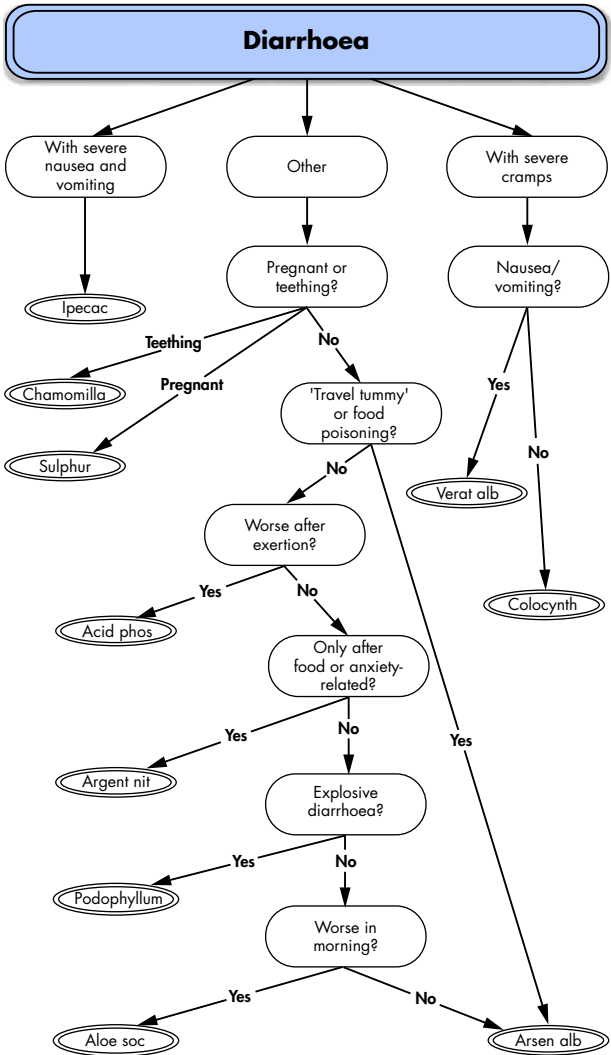 Diarrhoea
With severe
nausea and
vomiting
Other
With severe
cramps
Pregnant or
teething?
Nausea/
vomiting?
Ipecac
Teething
No
Chamomilla
Pregnant
'Travel tummy'
or food
poisoning?
Yes
Sulphur
No
No
Verat alb
Worse after
exertion?
Yes
No
Colocynth
Acid phos
Only after
food or anxiety-
related?
Yes
No
Yes
Argent nit
Explosive
diarrhoea?
Yes
No
Podophyllum
Worse in
morning?
Yes
No
Aloe soc
Arsen alb